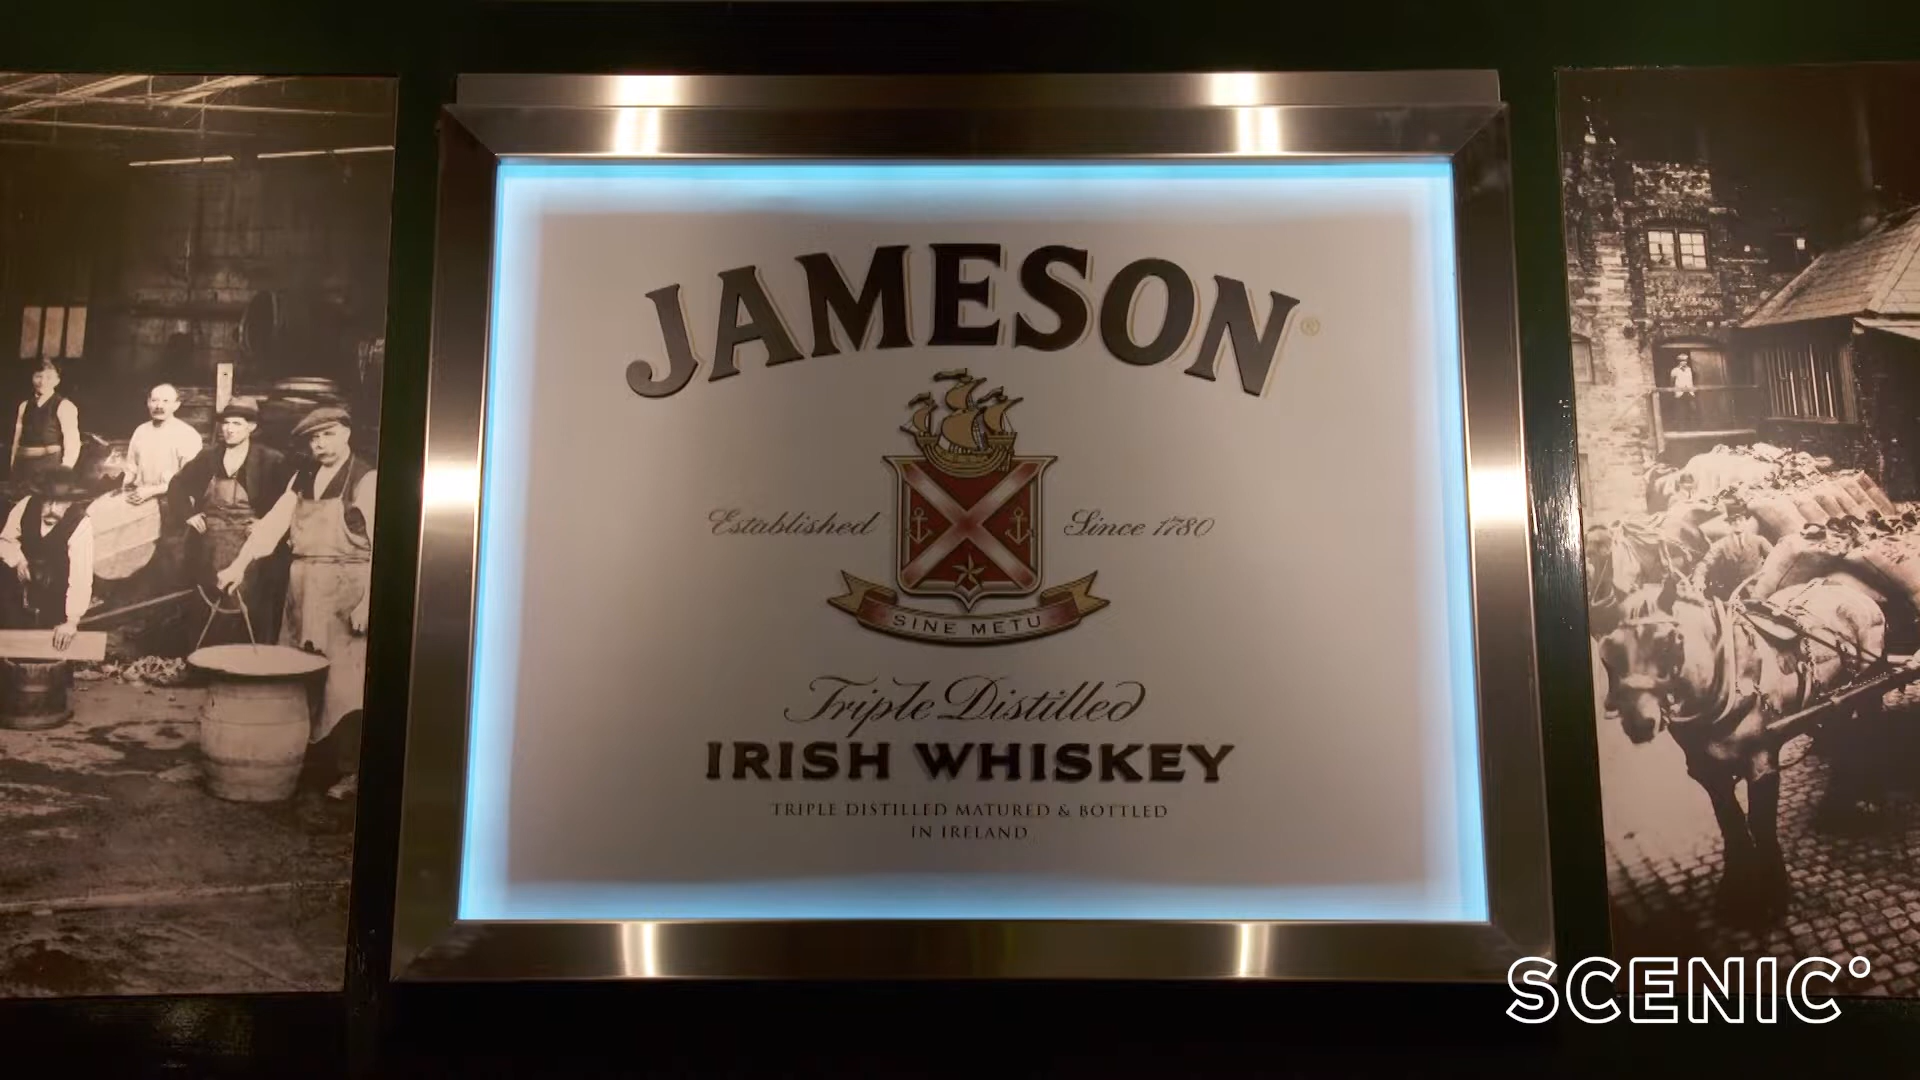 JAMESON®
Established Since 1780
SINE METU
Triple Distilled
IRISH WHISKEY
TRIPLE DISTILLED MATURED & BOTTLED
IN IRELAND
SCENIC°